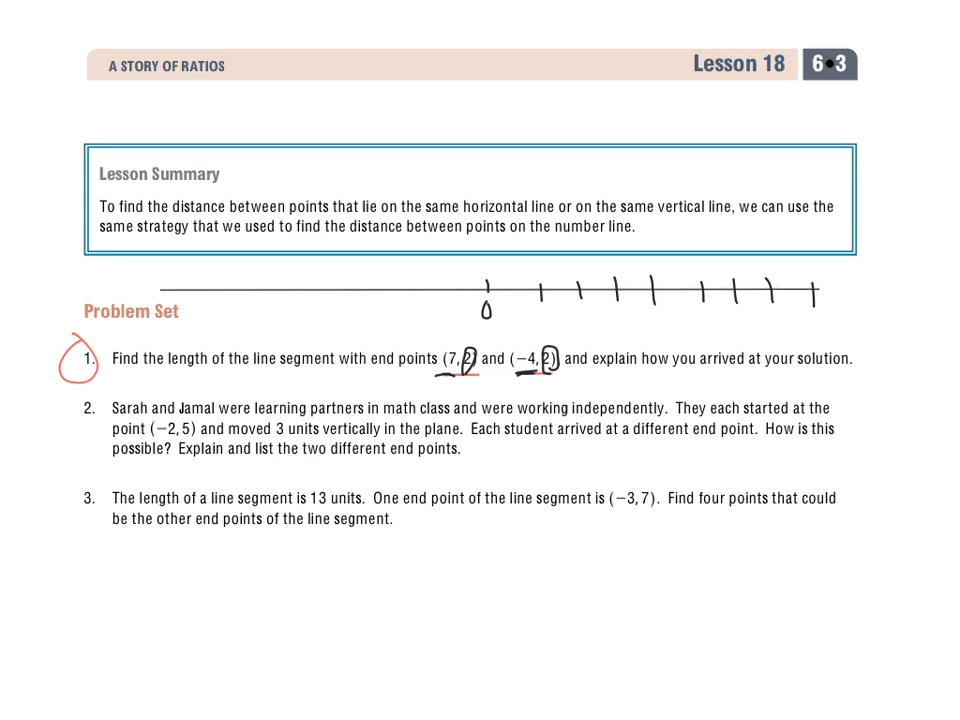 A STORY OF RATIOS
Lesson 18
6•3
Lesson Summary
To find the distance between points that lie on the same horizontal line or on the same vertical line, we can use the
same strategy that we used to find the distance between points on the number line.
0
Problem Set
1. Find the length of the line segment with end points (7, 2) and (−4, 2), and explain how you arrived at your solution.
2. Sarah and Jamal were learning partners in math class and were working independently. They each started at the
point (−2, 5) and moved 3 units vertically in the plane. Each student arrived at a different end point. How is this
possible? Explain and list the two different end points.
3. The length of a line segment is 13 units. One end point of the line segment is (−3, 7). Find four points that could
be the other end points of the line segment.